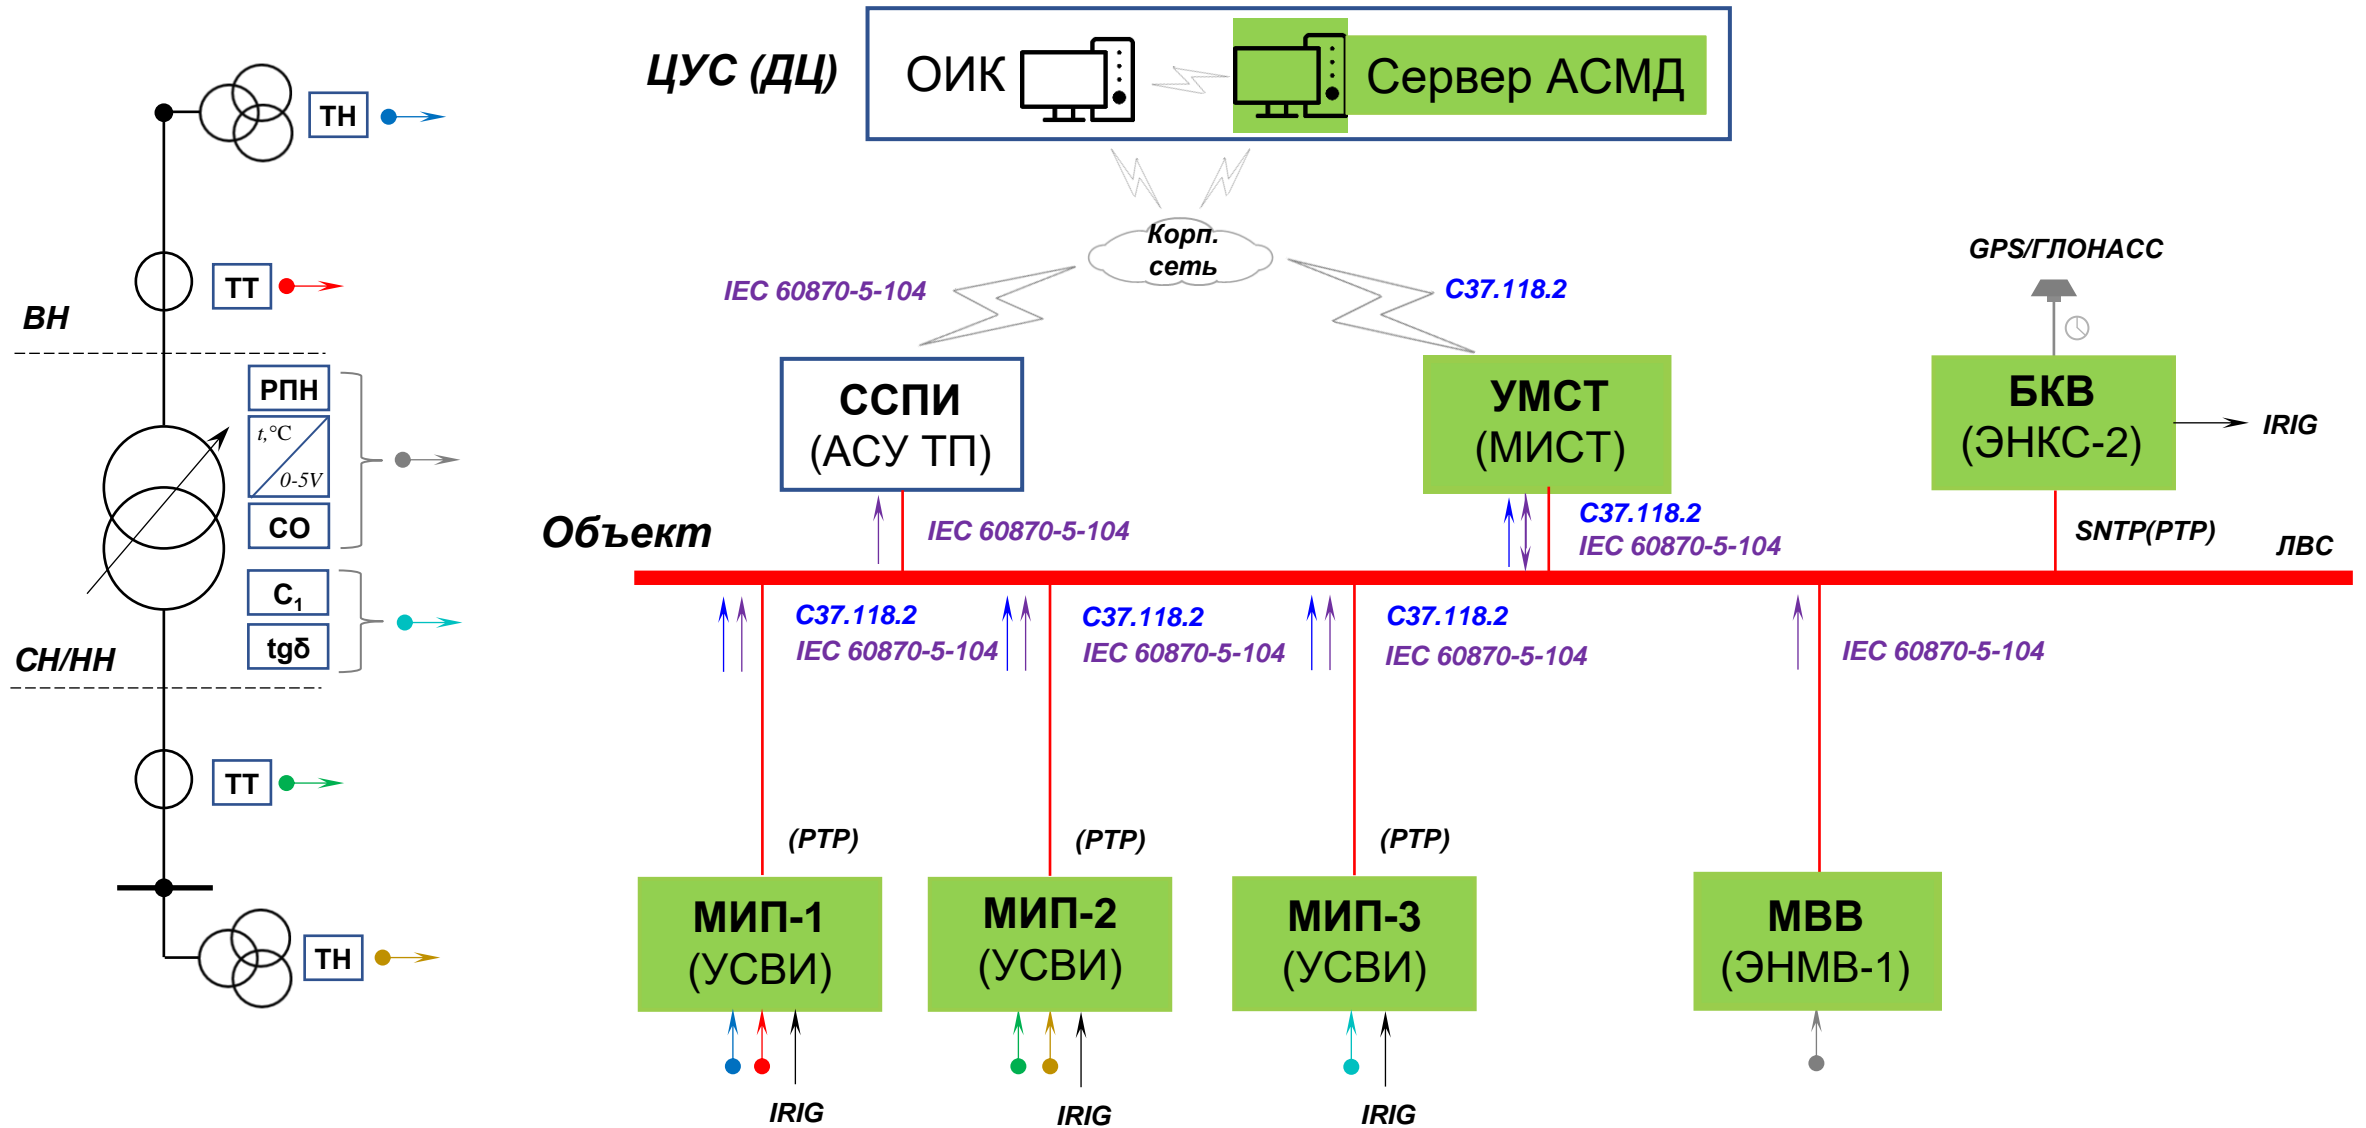 ЦУС (ДЦ)
ОИК
Сервер АСМД
ТН
Корп.
сеть
GPS/ГЛОНАСС
ТТ
IEC 60870-5-104
C37.118.2
ВН
РПН
t,°C
0-5V
СО
ССПИ
(АСУ ТП)
УМСТ
(МИСТ)
БКВ
(ЭНКС-2)
IRIG
Объект
IEC 60870-5-104
C37.118.2
IEC 60870-5-104
SNTP(PTP)
ЛВС
C₁
tgδ
СН/НН
C37.118.2
IEC 60870-5-104
C37.118.2
IEC 60870-5-104
C37.118.2
IEC 60870-5-104
IEC 60870-5-104
ТТ
(PTP)
(PTP)
(PTP)
ТН
МИП-1
(УСВИ)
МИП-2
(УСВИ)
МИП-3
(УСВИ)
МВВ
(ЭНМВ-1)
IRIG
IRIG
IRIG